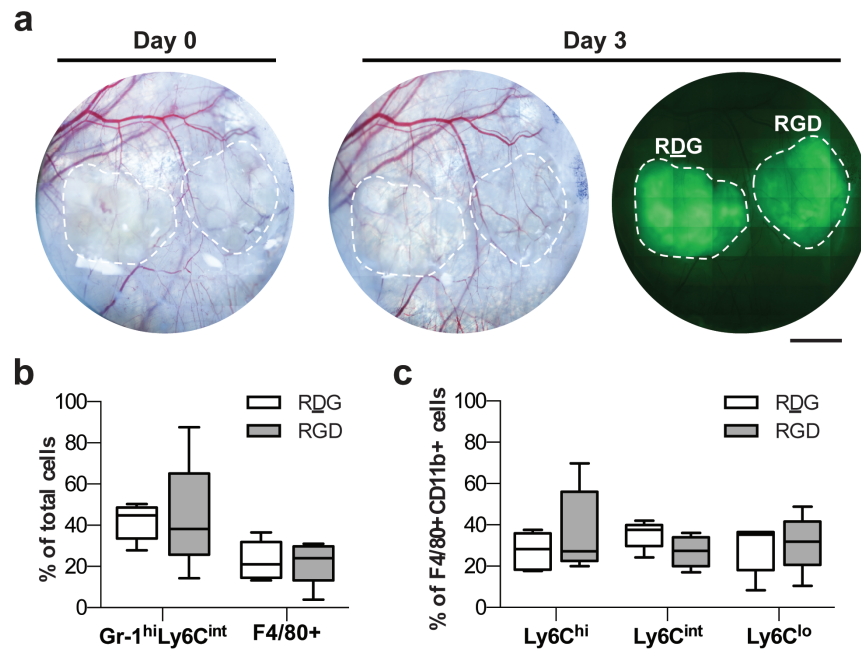 a
Day 0
Day 3
RDG
RGD
b
% of total cells
100
80
60
40
20
0
RDG
RGD
Gr-1hiLy6Cint
F4/80+
c
% of F4/80+CD11b+ cells
100
80
60
40
20
0
RDG
RGD
Ly6Chi
Ly6Cint
Ly6Clo